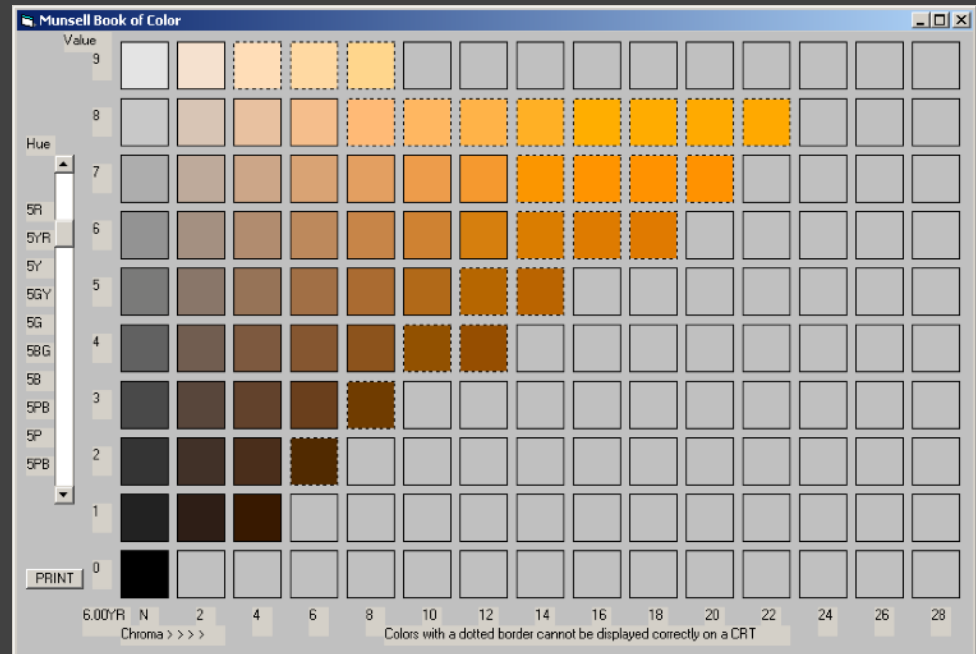 Munsell Book of Color
Value
9
8
Hue
7
5R
5YR
6
5Y
5GY
5
5G
5BG
4
5B
5PB
3
5P
5PB
2
1
PRINT
0
6.00YR N 2 4 6 8 10 12 14 16 18 20 22 24 26 28
Chroma > > > >
Colors with a dotted border cannot be displayed correctly on a CRT